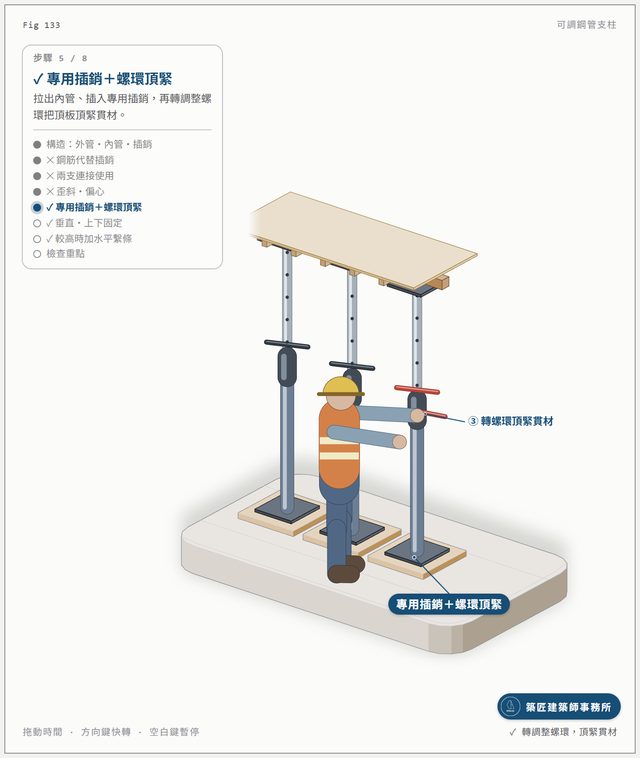 Fig 133
可調鋼管支柱
步驟 5 / 8
✓ 專用插銷＋螺環頂緊
拉出內管、插入專用插銷，再轉調整螺
環把頂板頂緊貫材。
構造：外管・內管・插銷
✕ 鋼筋代替插銷
✕ 兩支連接使用
✕ 歪斜・偏心
✓ 專用插銷＋螺環頂緊
✓ 垂直・上下固定
✓ 較高時加水平繫條
檢查重點
③ 轉螺環頂緊貫材
專用插銷＋螺環頂緊
築匠建築師事務所
拖動時間 · 方向鍵快轉 · 空白鍵暫停
✓ 轉調整螺環，頂緊貫材